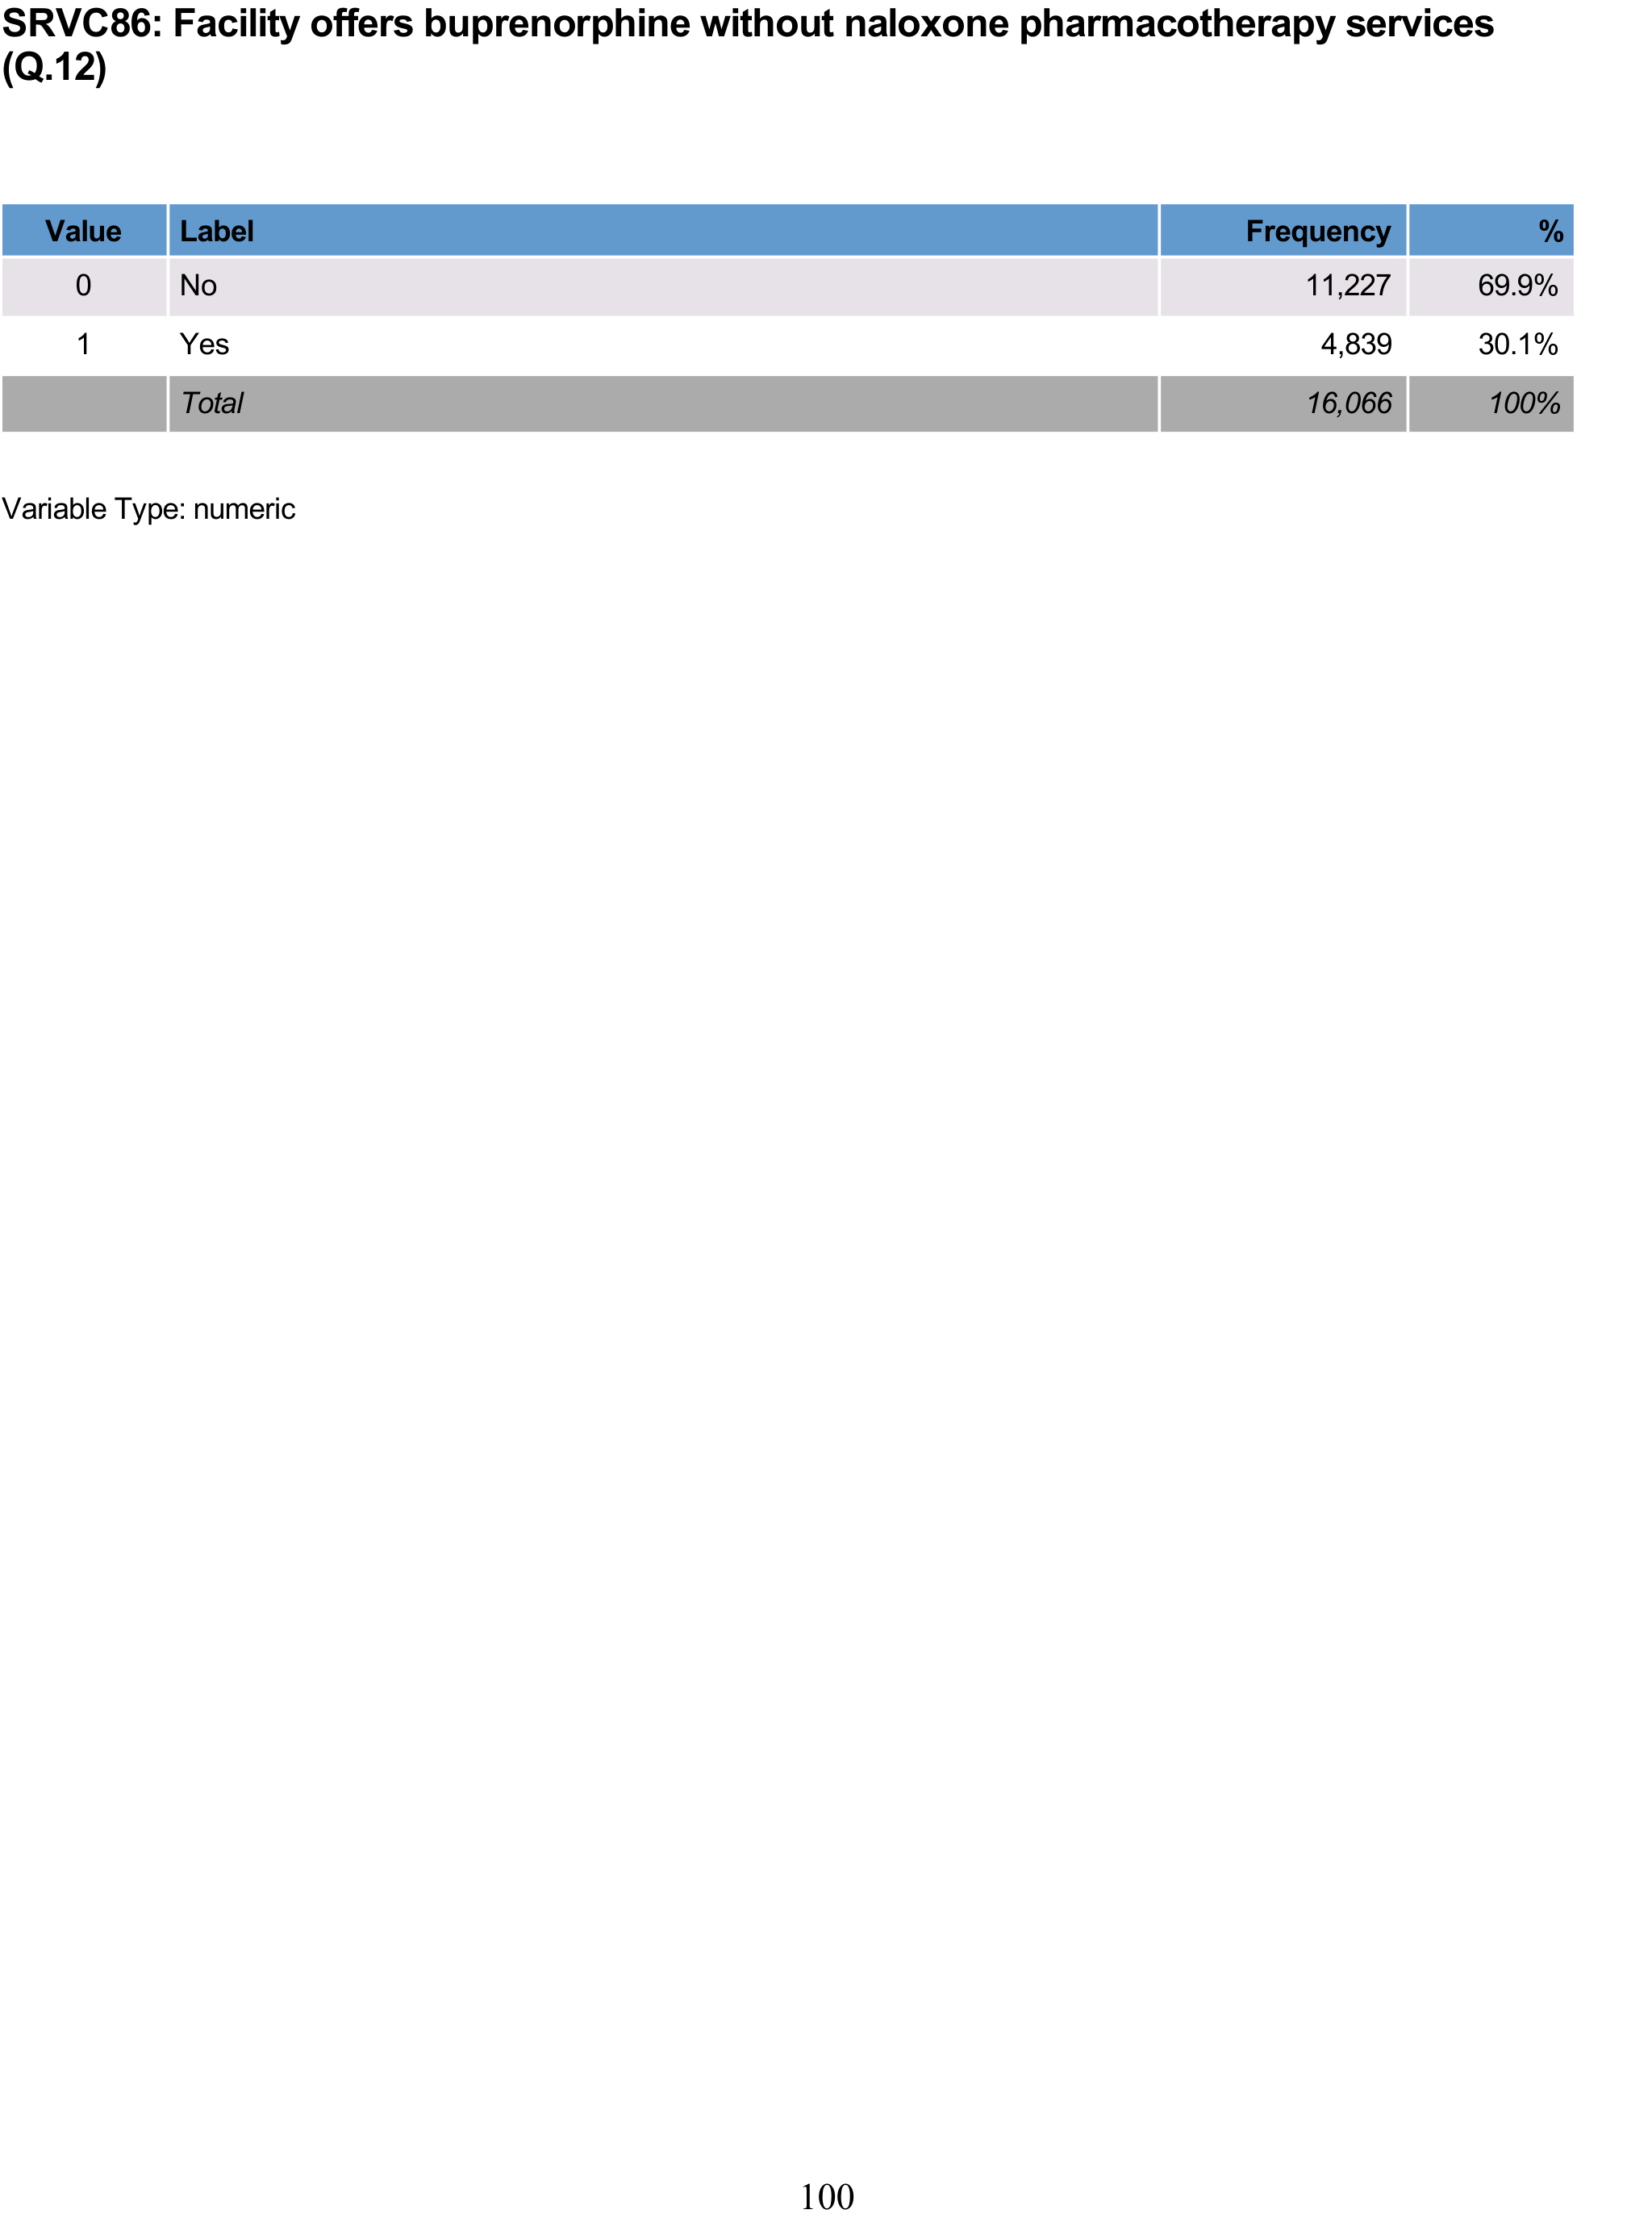 SRVC86: Facility offers buprenorphine without naloxone pharmacotherapy services
(Q.12)
Value Label Frequency %
0 No 11,227 69.9%
1 Yes 4,839 30.1%
Total 16,066 100%
Variable Type: numeric
100